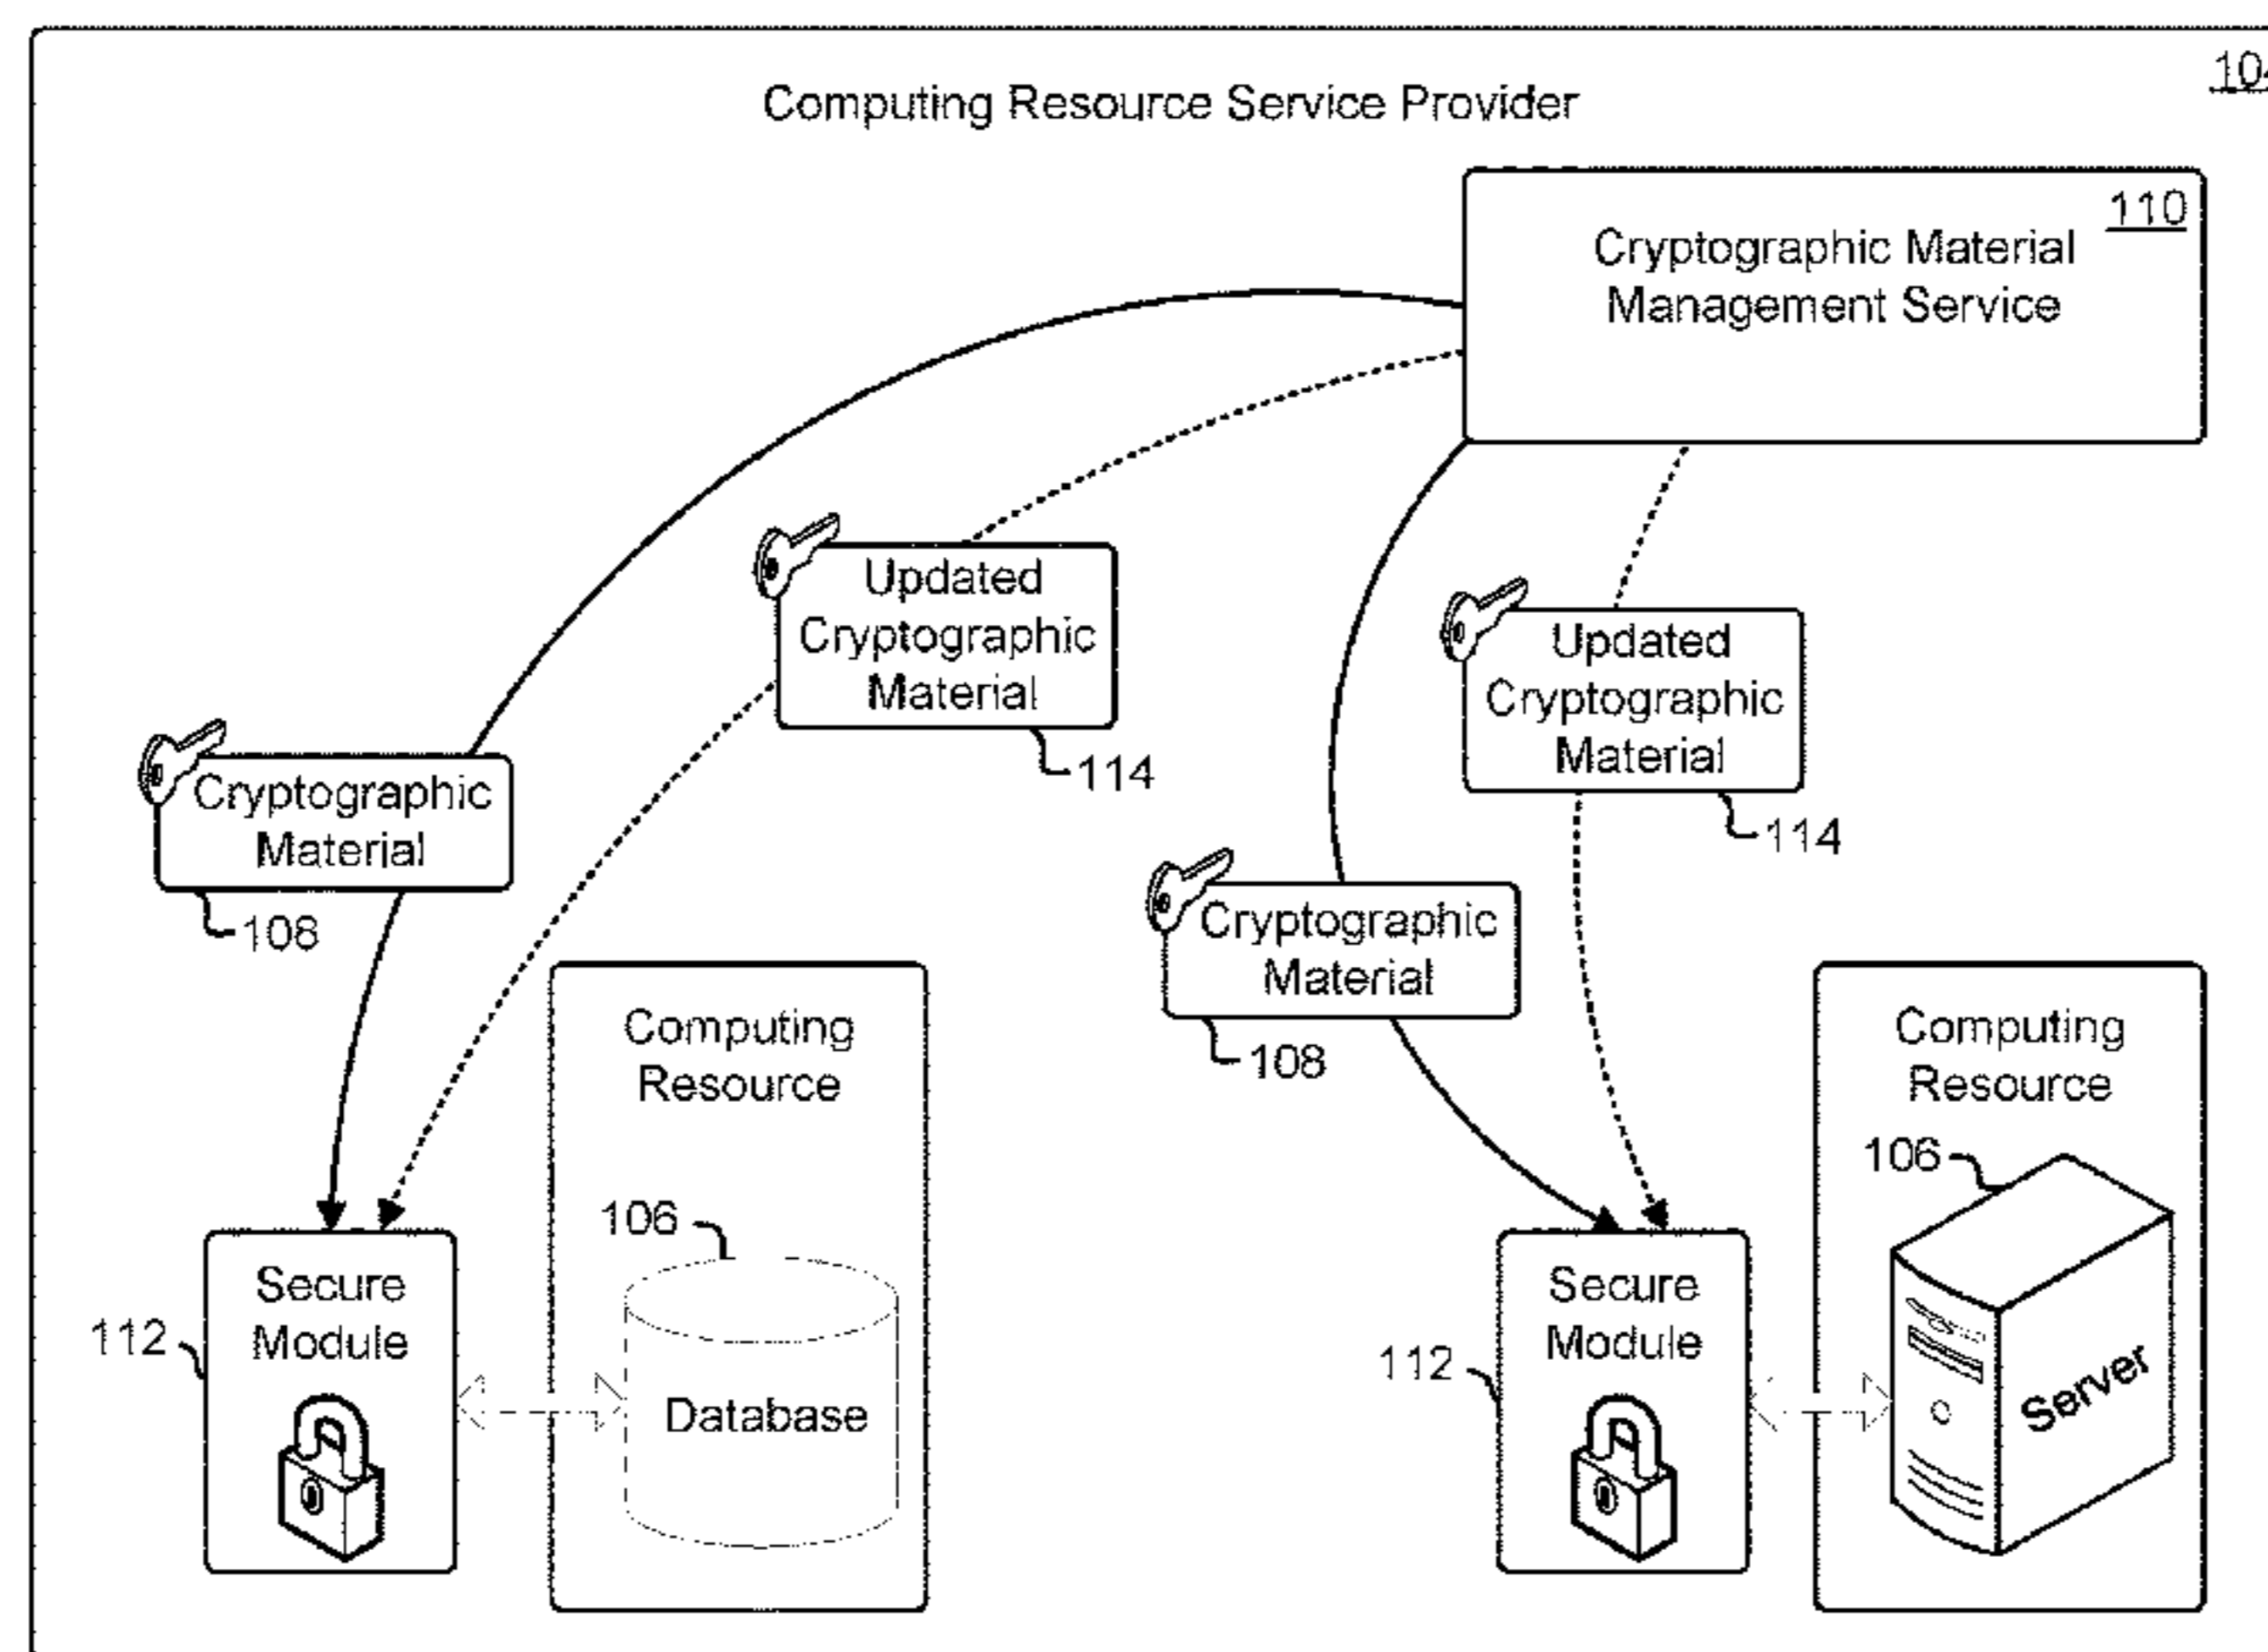 104
Computing Resource Service Provider
110
Cryptographic Material
Management Service
Updated
Cryptographic
Material
114
Updated
Cryptographic
Material
114
Cryptographic
Material
108
Cryptographic
Material
108
Computing
Resource
106
Database
Computing
Resource
106
Server
Secure
Module
112
Secure
Module
112